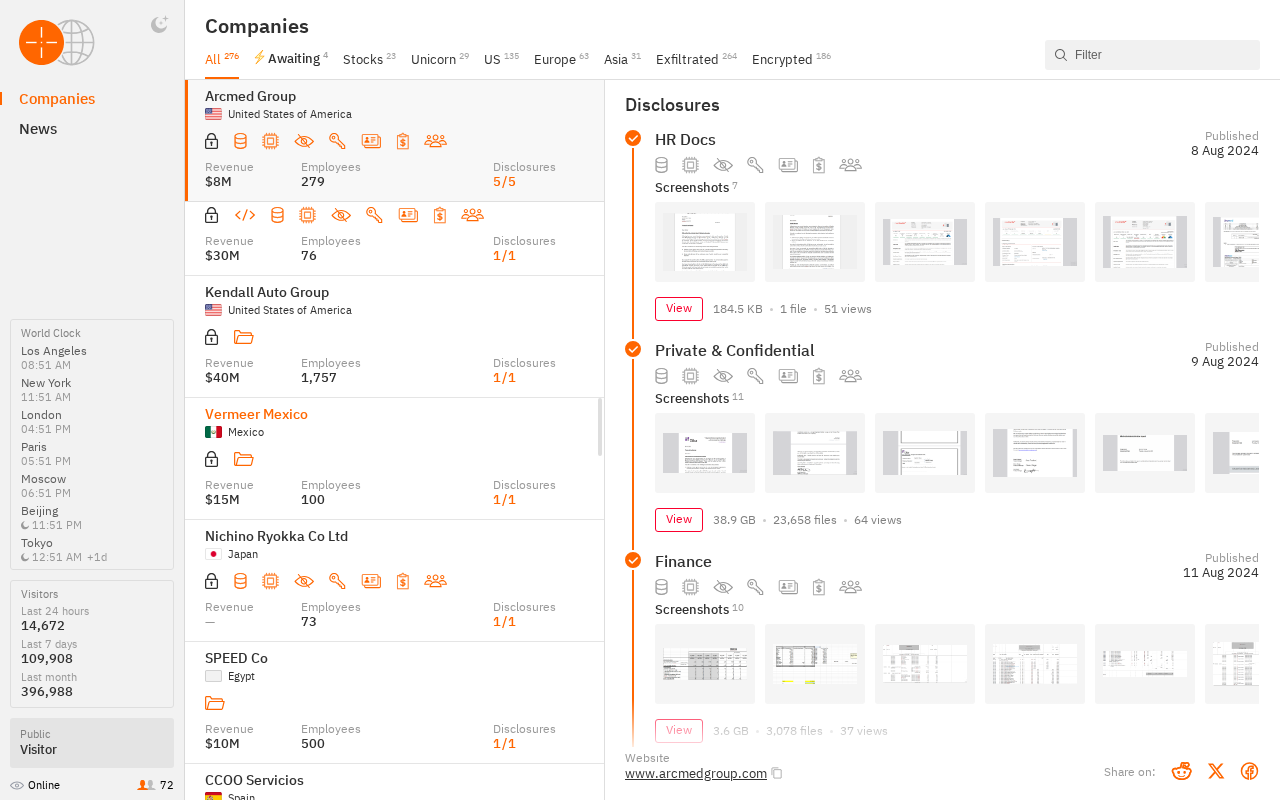 Companies
News
World Clock
Los Angeles
08:51 AM
New York
11:51 AM
London
04:51 PM
Paris
05:51 PM
Moscow
06:51 PM
Beijing
11:51 PM
Tokyo
12:51 AM +1d
Visitors
Last 24 hours
14,672
Last 7 days
109,908
Last month
396,988
Public
Visitor
Online 72
Companies
All 276 Awaiting 4 Stocks 23 Unicorn 29 US 135 Europe 63 Asia 31 Exfiltrated 264 Encrypted 186
Filter
Arcmed Group
United States of America
Revenue Employees Disclosures
$8M 279 5/5
Revenue Employees Disclosures
$30M 76 1/1
Kendall Auto Group
United States of America
Revenue Employees Disclosures
$40M 1,757 1/1
Vermeer Mexico
Mexico
Revenue Employees Disclosures
$15M 100 1/1
Nichino Ryokka Co Ltd
Japan
Revenue Employees Disclosures
— 73 1/1
SPEED Co
Egypt
Revenue Employees Disclosures
$10M 500 1/1
CCOO Servicios
Spain
Disclosures
HR Docs
Published
8 Aug 2024
Screenshots 7
View 184.5 KB • 1 file • 51 views
Private & Confidential
Published
9 Aug 2024
Screenshots 11
View 38.9 GB • 23,658 files • 64 views
Finance
Published
11 Aug 2024
Screenshots 10
View 3.6 GB • 3,078 files • 37 views
Website
www.arcmedgroup.com
Share on: